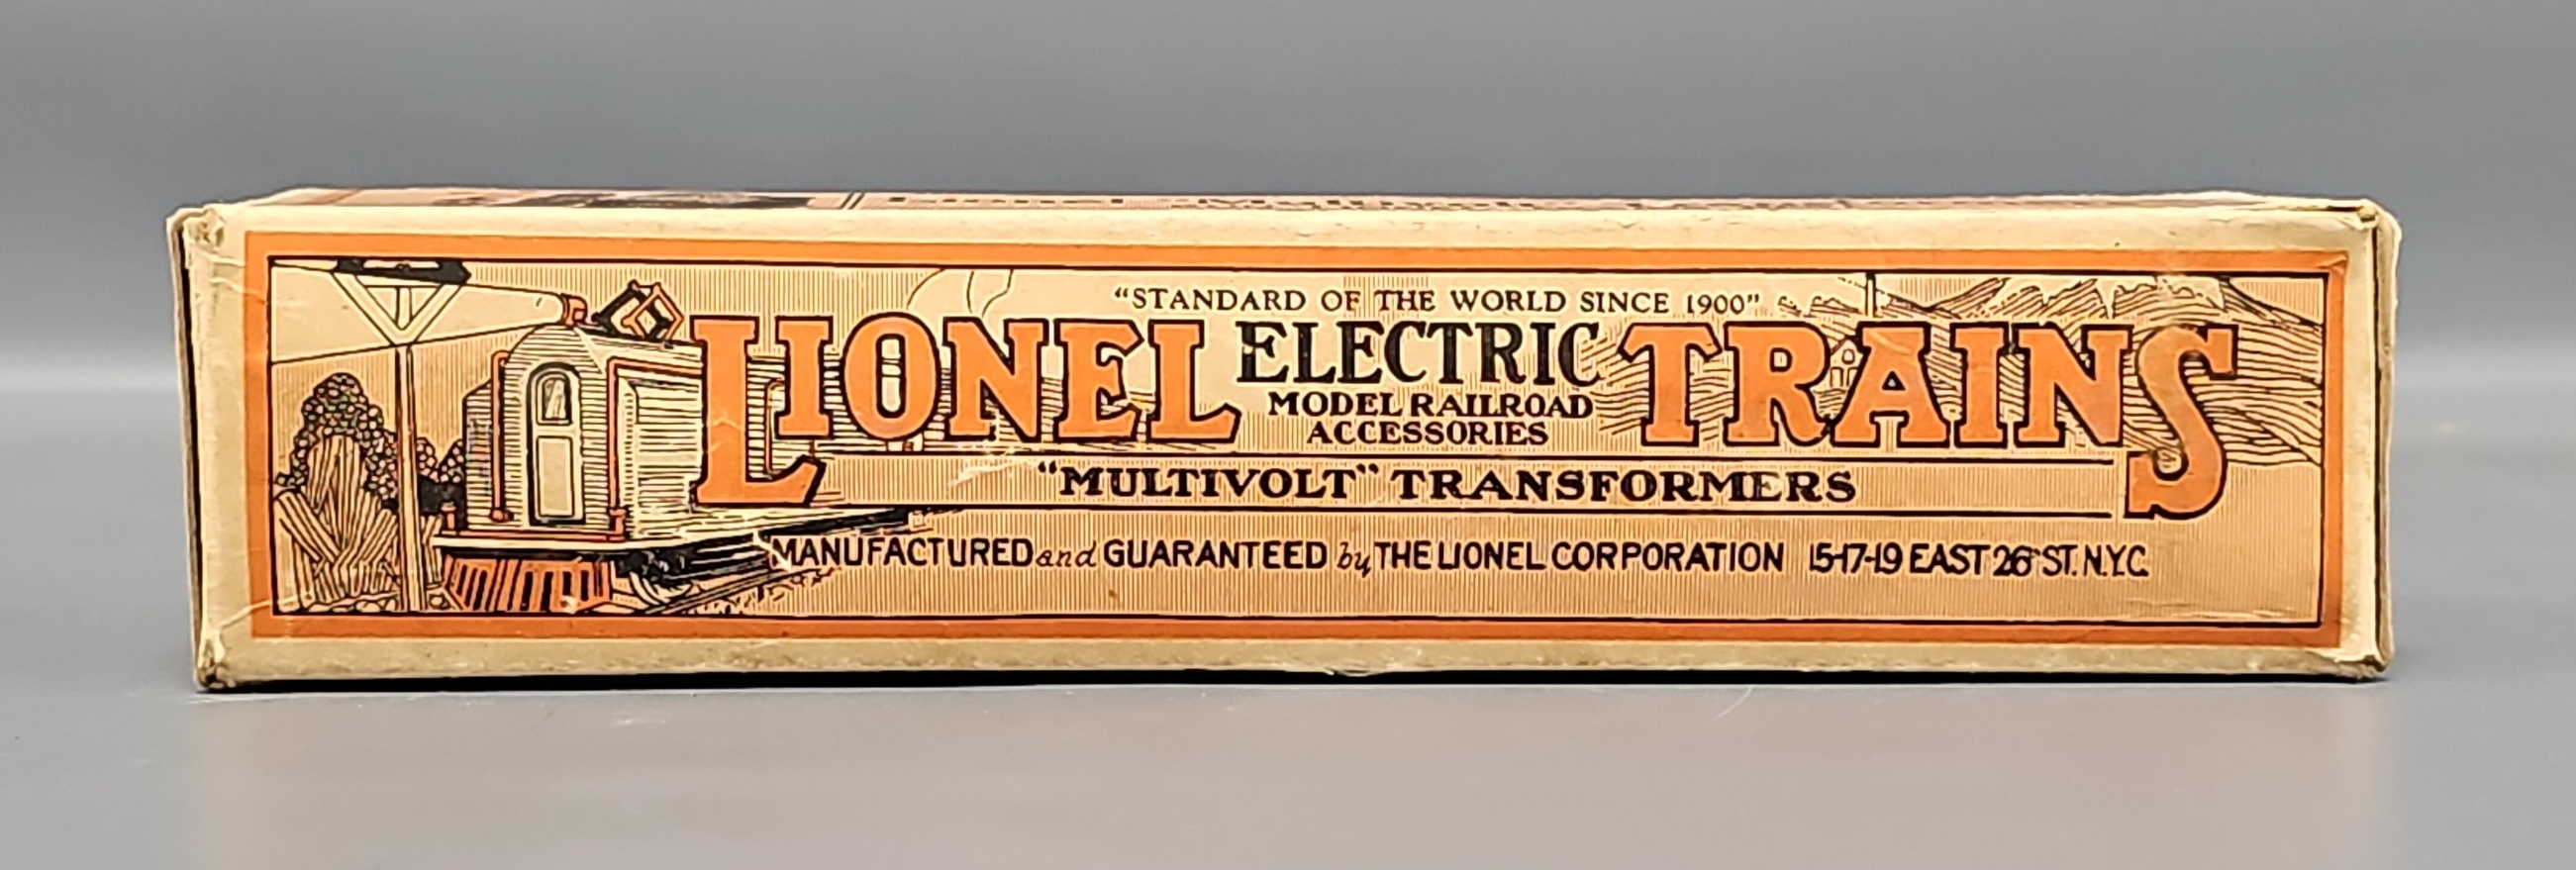 "STANDARD OF THE WORLD SINCE 1900"
LIONEL ELECTRIC TRAINS
MODEL RAILROAD
ACCESSORIES
"MULTIVOLT" TRANSFORMERS
MANUFACTURED and GUARANTEED by THE LIONEL CORPORATION 15-17-19 EAST 26TH ST. N.Y.C.